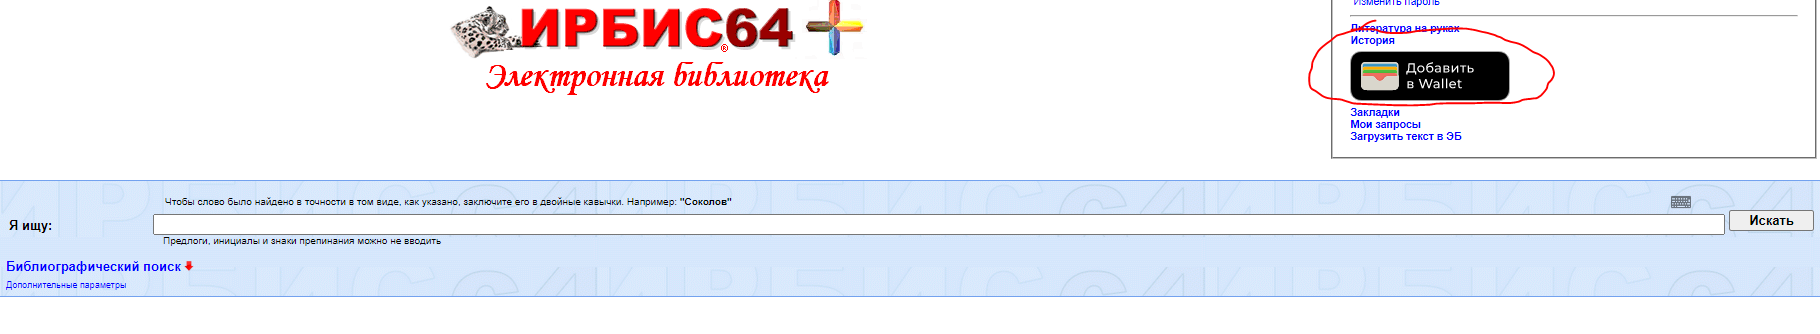 ИРБИС64
®
Электронная библиотека
Изменить пароль
Литература на руках
История
Добавить
в Wallet
Закладки
Мои запросы
Загрузить текст в ЭБ
Чтобы слово было найдено в точности в том виде, как указано, заключите его в двойные кавычки. Например: "Соколов"
Я ищу:
Искать
Предлоги, инициалы и знаки препинания можно не вводить
Библиографический поиск
Дополнительные параметры